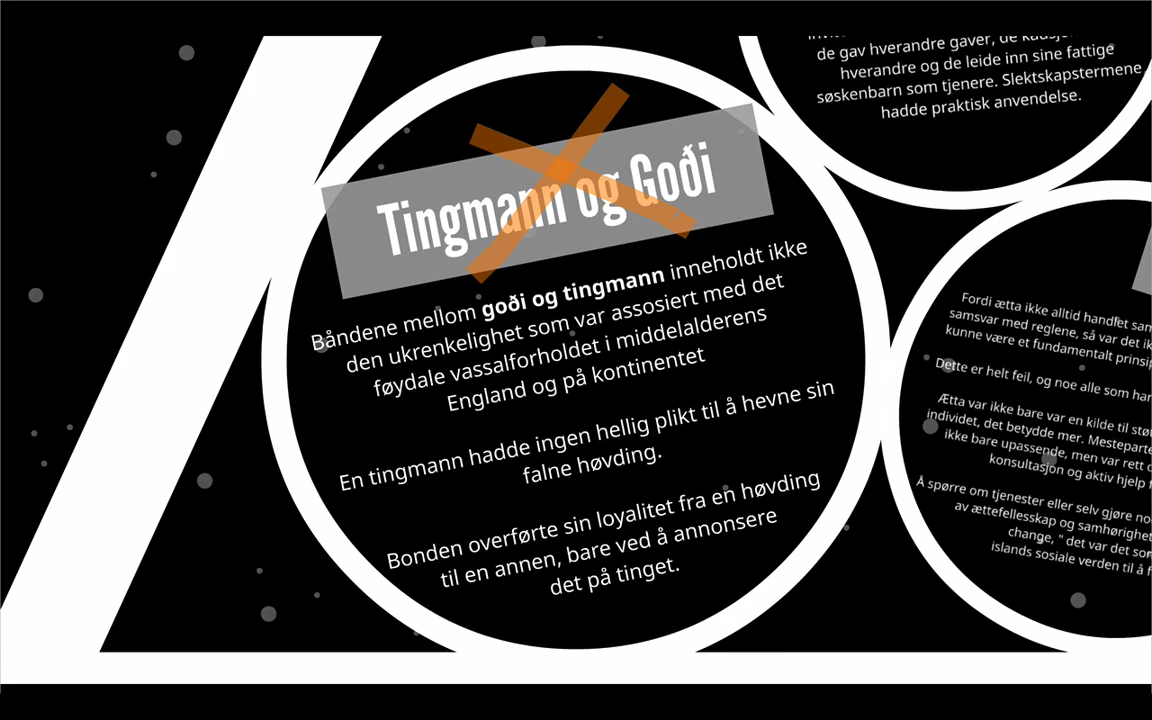 de gav hverandre gaver, de
hverandre og de leide inn sine fattige
søskenbarn som tjenere. Slektskapstermene
hadde praktisk anvendelse.
Tingmann og Goði
Båndene mellom goði og tingmann inneholdt ikke
den ukrenkelighet som var assosiert med det
føydale vassalforholdet i middelalderens
England og på kontinentet
En tingmann hadde ingen hellig plikt til å hevne sin
falne høvding.
Bonden overførte sin loyalitet fra en høvding
til en annen, bare ved å annonsere
det på tinget.
Fordi ætta ikke alltid handlet
samsvar med reglene, så var det
kunne være et fundamentalt
Dette er helt feil, og noe alle som
Ætta var ikke bare var en kilde til
individet, det betydde mer.
ikke bare upassende, men var rett
konsultasjon og aktiv hjelp
Å spørre om tjenester eller selv gjøre
av ættefellesskap og
change, " det var det
islands sosiale verden til å